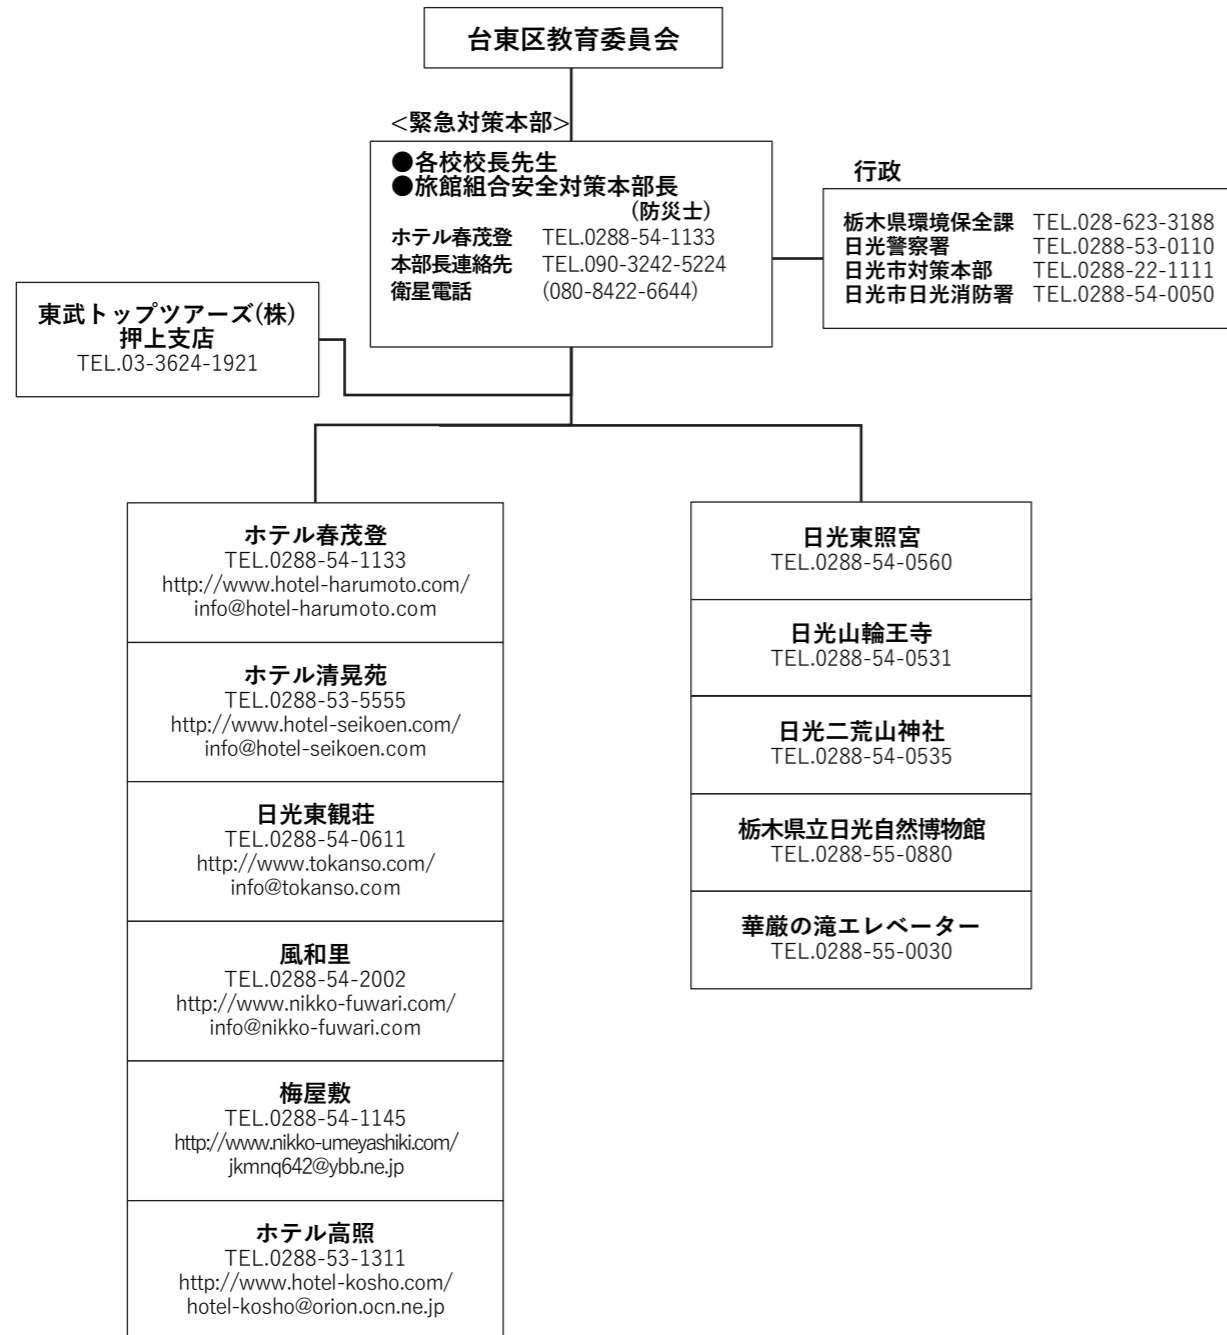 台東区教育委員会
<緊急対策本部>
●各校校長先生
●旅館組合安全対策本部長
(防災士)
ホテル春茂登 TEL.0288-54-1133
本部長連絡先 TEL.090-3242-5224
衛星電話 (080-8422-6644)
行政
栃木県環境保全課 TEL.028-623-3188
日光警察署 TEL.0288-53-0110
日光市対策本部 TEL.0288-22-1111
日光市日光消防署 TEL.0288-54-0050
東武トップツアーズ(株)
押上支店
TEL.03-3624-1921
ホテル春茂登
TEL.0288-54-1133
http://www.hotel-harumoto.com/
info@hotel-harumoto.com
ホテル清晃苑
TEL.0288-53-5555
http://www.hotel-seikoen.com/
info@hotel-seikoen.com
日光東観荘
TEL.0288-54-0611
http://www.tokanso.com/
info@tokanso.com
風和里
TEL.0288-54-2002
http://www.nikko-fuwari.com/
info@nikko-fuwari.com
梅屋敷
TEL.0288-54-1145
http://www.nikko-umeyashiki.com/
jkmnq642@ybb.ne.jp
ホテル高照
TEL.0288-53-1311
http://www.hotel-kosho.com/
hotel-kosho@orion.ocn.ne.jp
日光東照宮
TEL.0288-54-0560
日光山輪王寺
TEL.0288-54-0531
日光二荒山神社
TEL.0288-54-0535
栃木県立日光自然博物館
TEL.0288-55-0880
華厳の滝エレベーター
TEL.0288-55-0030